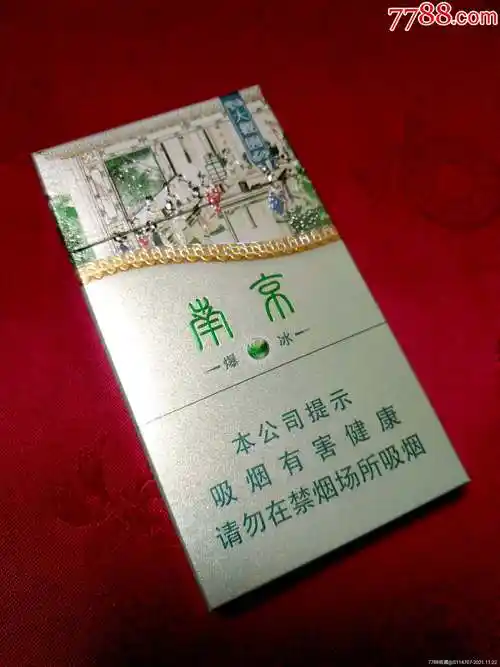 7788.com
南京
爆 冰
本公司提示
吸烟有害健康
请勿在禁烟场所吸烟